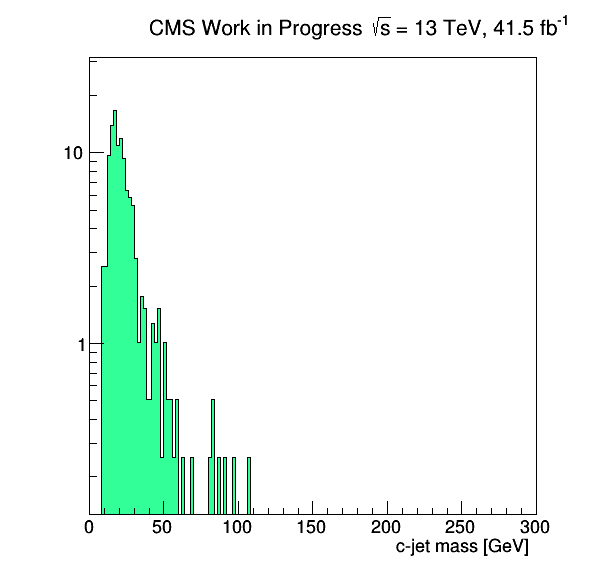 CMS Work in Progress √s = 13 TeV, 41.5 fb⁻¹
10
1
0 50 100 150 200 250 300
c-jet mass [GeV]